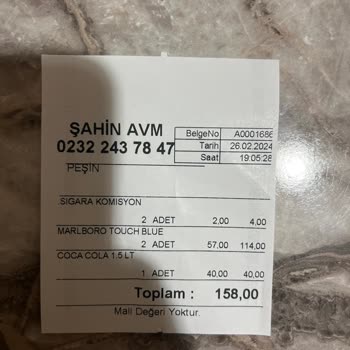 ŞAHİN AVM
0232 243 78 47
BelgeNo A0001686
Tarih 26.02.2024
Saat 19:05:28
PEŞİN
SIGARA KOMISYON
2 ADET 2,00 4,00
MARLBORO TOUCH BLUE
2 ADET 57,00 114,00
COCA COLA 1.5 LT
1 ADET 40,00 40,00
Toplam : 158,00
Mali Değeri Yoktur.